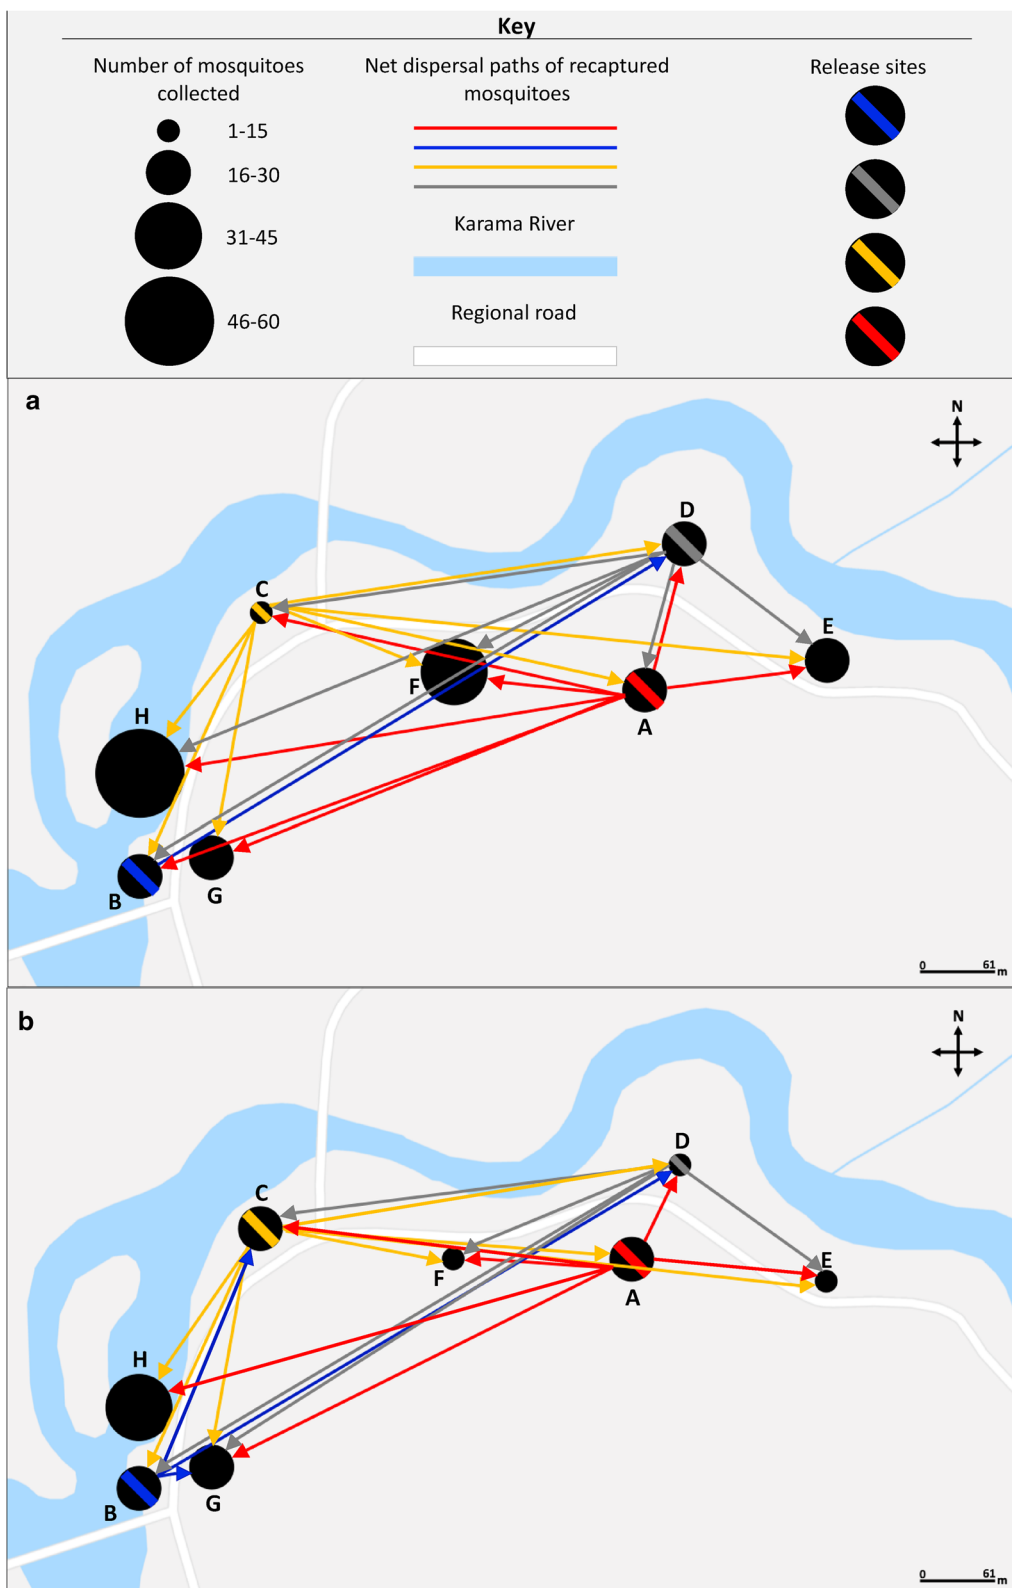 Key
Number of mosquitoes
collected
1-15
16-30
31-45
46-60
Net dispersal paths of recaptured
mosquitoes
Karama River
Regional road
Release sites
a
N
D
C
E
F
A
H
B
G
0 61 m
b
N
D
C
E
F
A
H
B
G
0 61 m